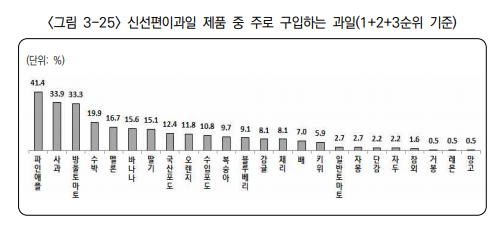 <그림 3-25> 신선편이과일 제품 중 주로 구입하는 과일(1+2+3순위 기준)
(단위: %)
41.4 33.9 33.3 19.9 16.7 15.6 15.1 12.4 11.8 10.8 9.7 9.1 8.1 8.1 7.0 5.9 2.7 2.7 2.2 2.2 1.6 0.5 0.5 0.5
파인애플 사과 방울토마토 수박 멜론 바나나 딸기 국산포도 오렌지 수입포도 복숭아 블루베리 감귤 체리 배 키위 일반토마토 자몽 단감 자두 참외 거봉 레몬 망고